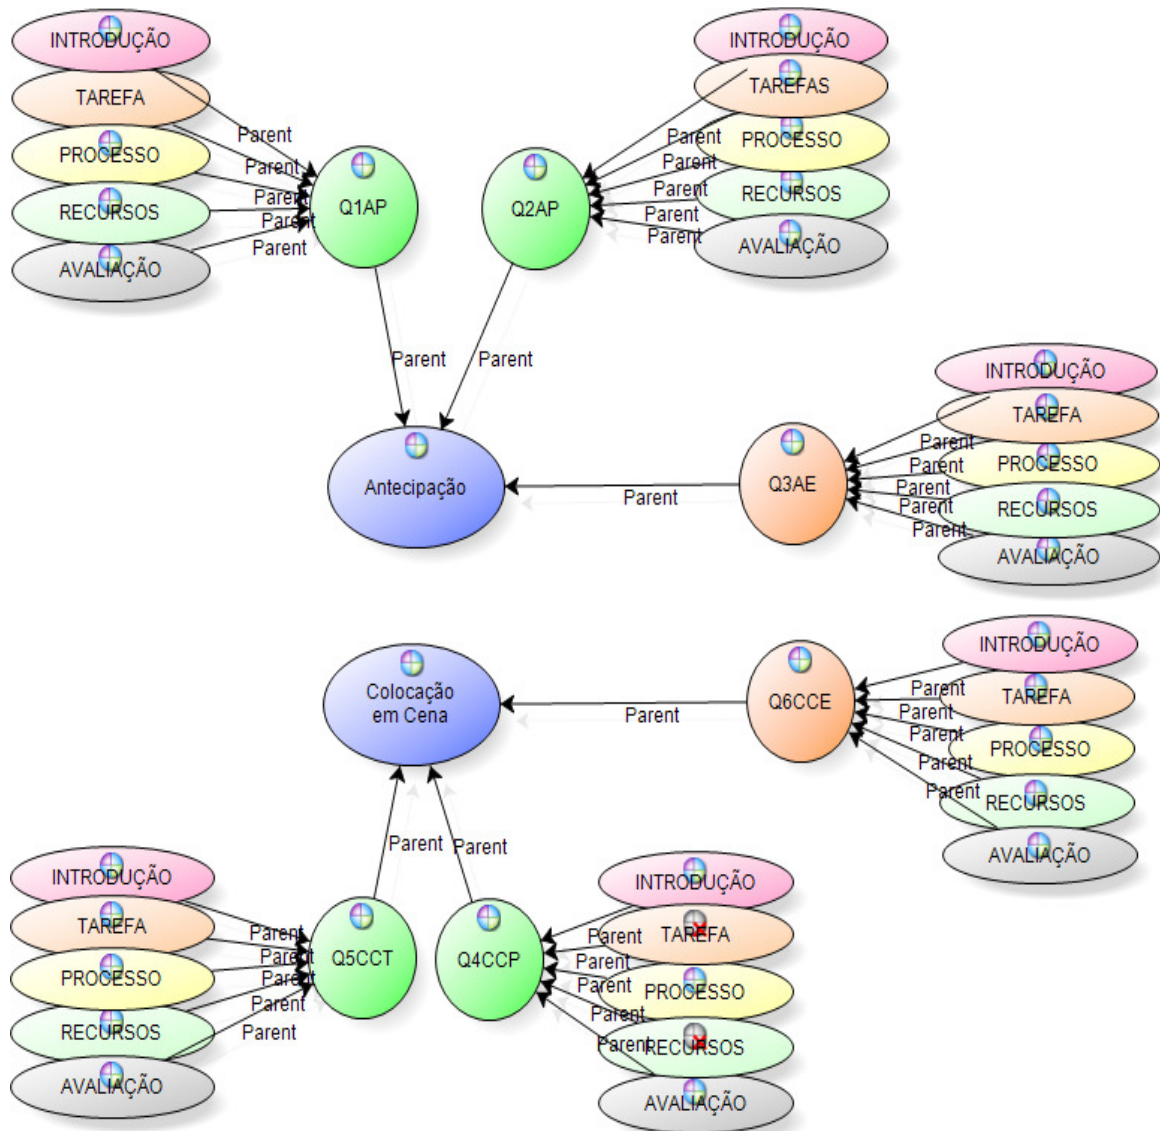 INTRODUÇÃO
TAREFA
PROCESSO
RECURSOS
AVALIAÇÃO
Parent
Parent
Parent
Parent
Parent
Q1AP
INTRODUÇÃO
TAREFAS
PROCESSO
RECURSOS
AVALIAÇÃO
Parent
Parent
Parent
Parent
Parent
Q2AP
Parent
Parent
Antecipação
Parent
Q3AE
INTRODUÇÃO
TAREFA
PROCESSO
RECURSOS
AVALIAÇÃO
Parent
Parent
Parent
Parent
Parent
Colocação
em Cena
Parent
Q6CCE
INTRODUÇÃO
TAREFA
PROCESSO
RECURSOS
AVALIAÇÃO
Parent
Parent
Parent
Parent
Parent
Parent
Parent
INTRODUÇÃO
TAREFA
PROCESSO
RECURSOS
AVALIAÇÃO
Parent
Parent
Parent
Parent
Parent
Q5CCT
Q4CCP
INTRODUÇÃO
TAREFA
PROCESSO
RECURSOS
AVALIAÇÃO
Parent
Parent
Parent
Parent
Parent